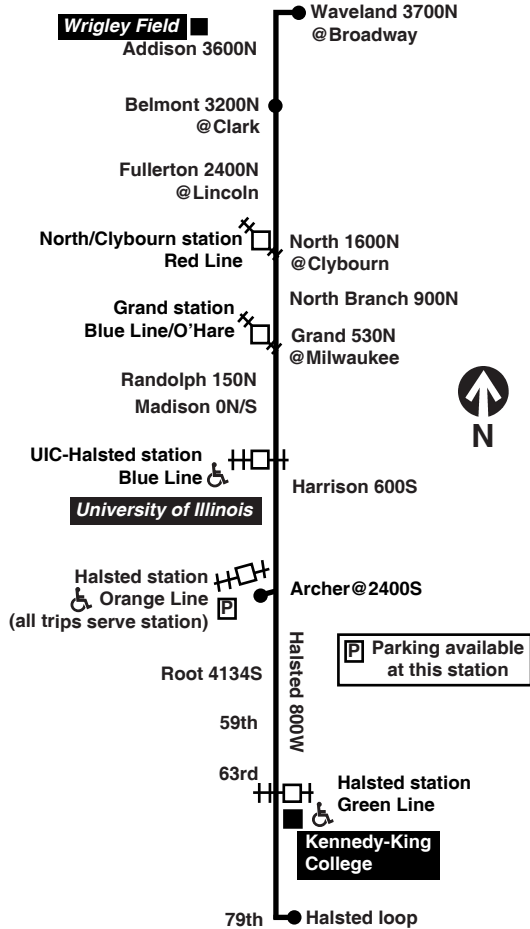 Wrigley Field
Addison 3600N
Waveland 3700N
@Broadway
Belmont 3200N
@Clark
Fullerton 2400N
@Lincoln
North/Clybourn station
Red Line
North 1600N
@Clybourn
North Branch 900N
Grand station
Blue Line/O'Hare
Grand 530N
@Milwaukee
Randolph 150N
Madison 0N/S
N
UIC-Halsted station
Blue Line
Harrison 600S
University of Illinois
Halsted station
Orange Line
(all trips serve station)
P
Archer@2400S
Halsted 800W
P Parking available
at this station
Root 4134S
59th
63rd
Halsted station
Green Line
Kennedy-King
College
79th
Halsted loop